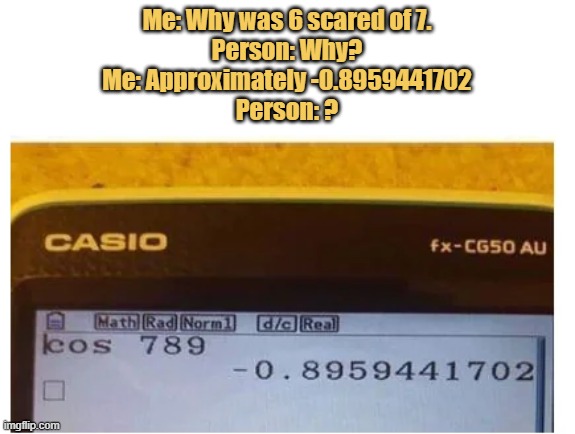 Me: Why was 6 scared of 7.
Person: Why?
Me: Approximately -0.8959441702
Person: ?
CASIO
fx-CG50 AU
Math Rad Norm1 d/c Real
cos 789
-0.8959441702
imgflip.com